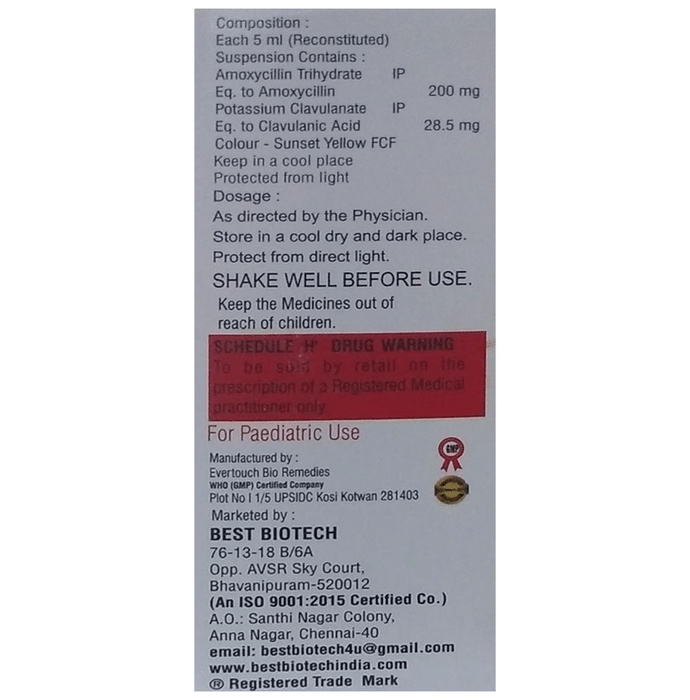 Composition :
Each 5 ml (Reconstituted)
Suspension Contains :
Amoxycillin Trihydrate IP
Eq. to Amoxycillin 200 mg
Potassium Clavulanate IP
Eq. to Clavulanic Acid 28.5 mg
Colour - Sunset Yellow FCF
Keep in a cool place
Protected from light
Dosage :
As directed by the Physician.
Store in a cool dry and dark place.
Protect from direct light.
SHAKE WELL BEFORE USE.
Keep the Medicines out of
reach of children.
SCHEDULE 'H' DRUG WARNING
To be sold by retail on the
prescription of a Registered Medical
practitioner only
For Paediatric Use
GMP
Manufactured by :
Evertouch Bio Remedies
WHO (GMP) Certified Company
Plot No I 1/5 UPSIDC Kosi Kotwan 281403
Marketed by :
BEST BIOTECH
76-13-18 B/6A
Opp. AVSR Sky Court,
Bhavanipuram-520012
(An ISO 9001:2015 Certified Co.)
A.O.: Santhi Nagar Colony,
Anna Nagar, Chennai-40
email: bestbiotech4u@gmail.com
www.bestbiotechindia.com
® Registered Trade Mark